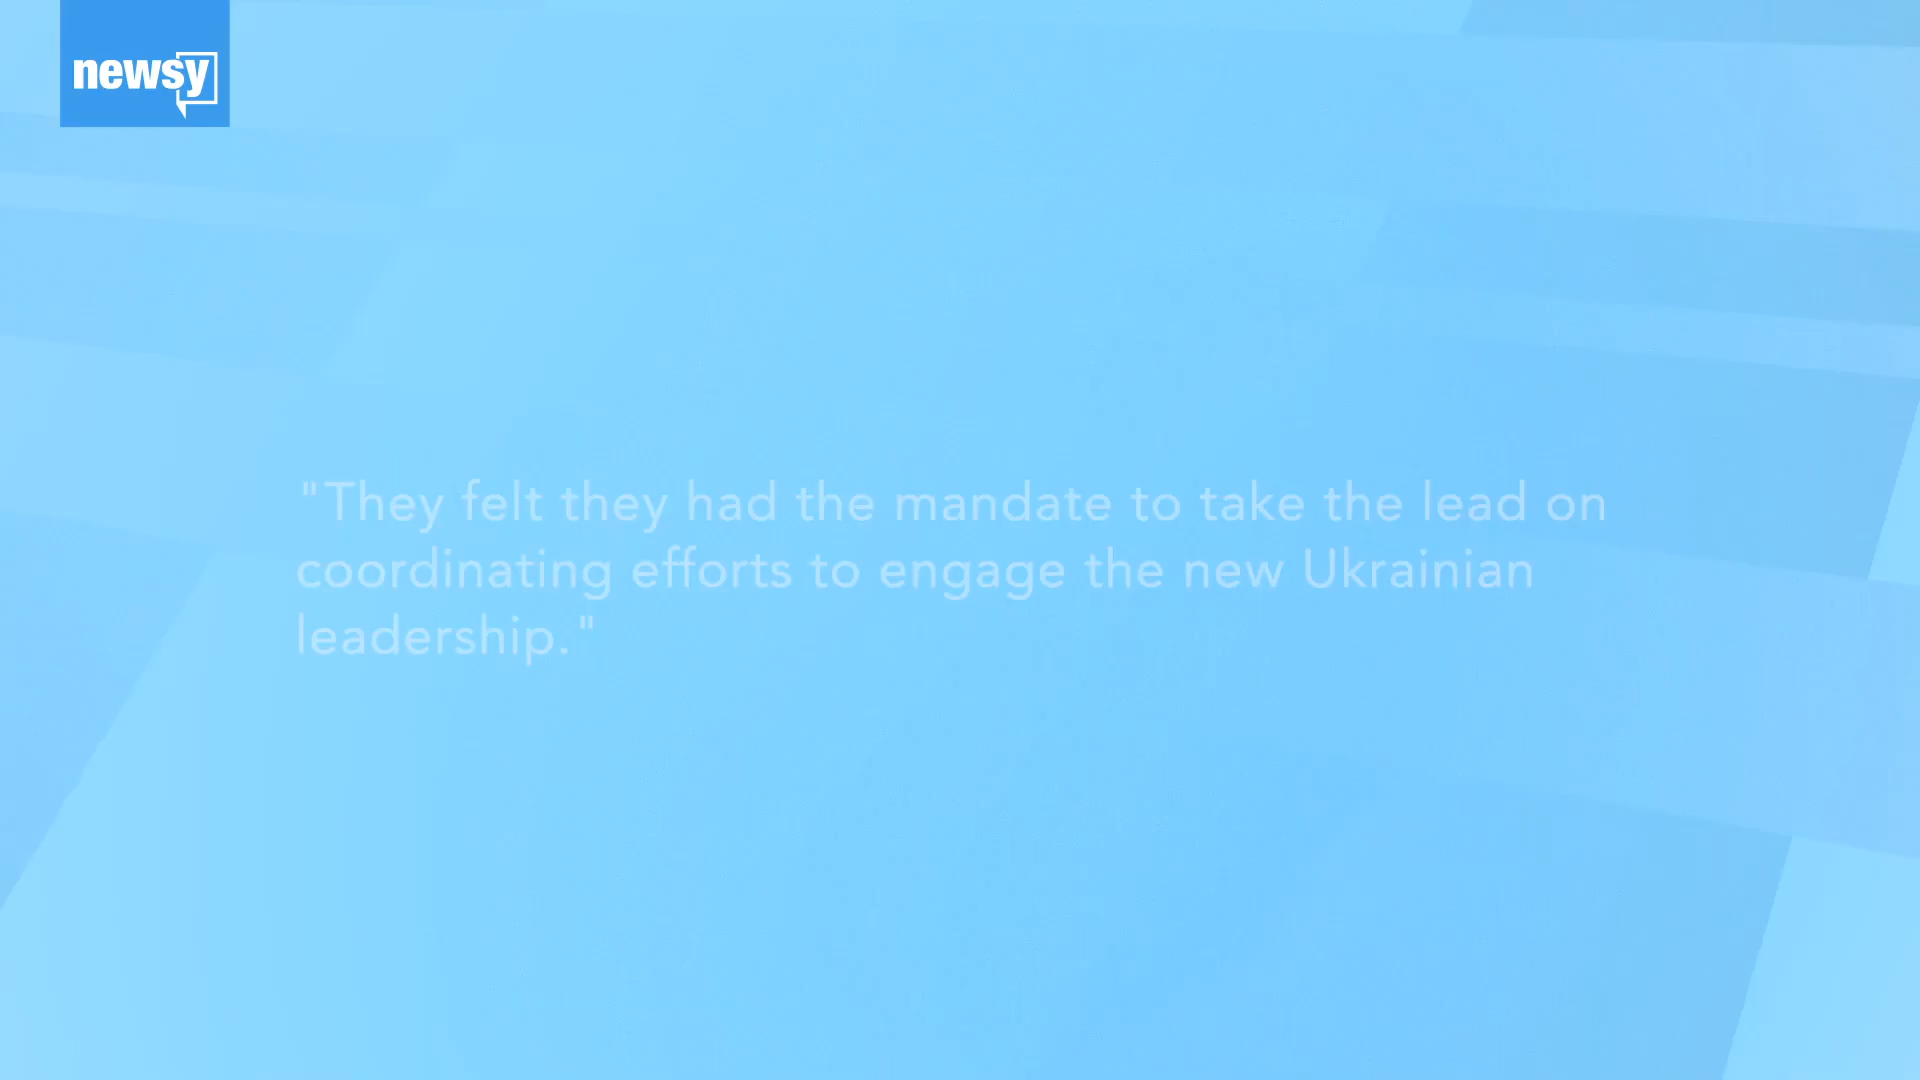 newsy
"They felt they had the mandate to take the lead on
coordinating efforts to engage the new Ukrainian
leadership."